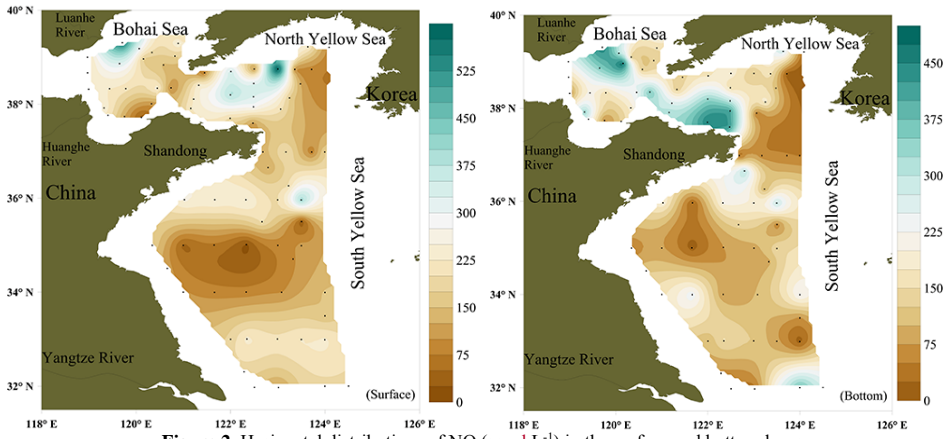 40° N
38° N
36° N
34° N
32° N
118° E
120° E
122° E
124° E
126° E
Luanhe
River
Bohai Sea
North Yellow Sea
Korea
Huanghe
River
Shandong
China
South Yellow Sea
Yangtze River
(Surface)
525
450
375
300
225
150
75
0
40° N
38° N
36° N
34° N
32° N
118° E
120° E
122° E
124° E
126° E
Luanhe
River
Bohai Sea
North Yellow Sea
Korea
Huanghe
River
Shandong
China
South Yellow Sea
Yangtze River
(Bottom)
450
375
300
225
150
75
0